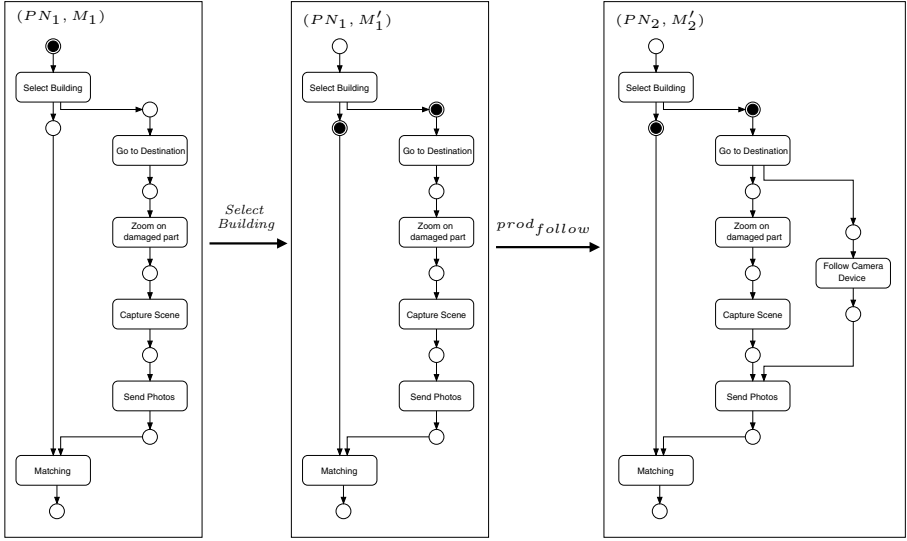 (PN₁, M₁)
Select Building
Go to Destination
Zoom on
damaged part
Capture Scene
Send Photos
Matching
Select
Building
(PN₁, M′₁)
Select Building
Go to Destination
Zoom on
damaged part
Capture Scene
Send Photos
Matching
prod follow
(PN₂, M′₂)
Select Building
Go to Destination
Zoom on
damaged part
Follow Camera
Device
Capture Scene
Send Photos
Matching